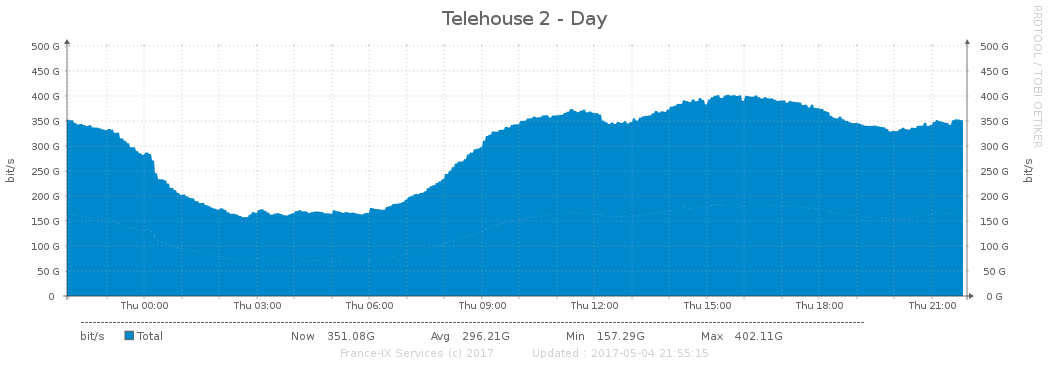 Telehouse 2 - Day
RRDTOOL / TOBI OETIKER
bit/s
500 G 500 G
450 G 450 G
400 G 400 G
350 G 350 G
300 G 300 G
250 G 250 G
200 G 200 G
150 G 150 G
100 G 100 G
50 G 50 G
0 0 G
bit/s
Thu 00:00 Thu 03:00 Thu 06:00 Thu 09:00 Thu 12:00 Thu 15:00 Thu 18:00 Thu 21:00
bit/s Total Now 351.08G Avg 296.21G Min 157.29G Max 402.11G
France-IX Services (c) 2017 Updated : 2017-05-04 21:55:15